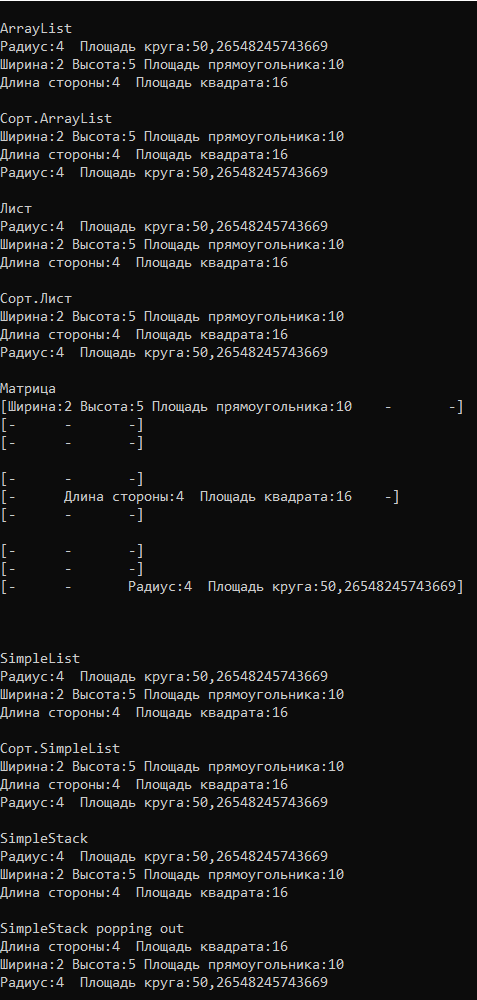 ArrayList
Радиус:4  Площадь круга:50,26548245743669
Ширина:2 Высота:5 Площадь прямоугольника:10
Длина стороны:4  Площадь квадрата:16

Сорт.ArrayList
Ширина:2 Высота:5 Площадь прямоугольника:10
Длина стороны:4  Площадь квадрата:16
Радиус:4  Площадь круга:50,26548245743669

Лист
Радиус:4  Площадь круга:50,26548245743669
Ширина:2 Высота:5 Площадь прямоугольника:10
Длина стороны:4  Площадь квадрата:16

Сорт.Лист
Ширина:2 Высота:5 Площадь прямоугольника:10
Длина стороны:4  Площадь квадрата:16
Радиус:4  Площадь круга:50,26548245743669

Матрица
[Ширина:2 Высота:5 Площадь прямоугольника:10    -       -]
[-      -       -]
[-      -       -]

[-      -       -]
[-      Длина стороны:4  Площадь квадрата:16    -]
[-      -       -]

[-      -       -]
[-      -       -]
[-      -       Радиус:4  Площадь круга:50,26548245743669]

SimpleList
Радиус:4  Площадь круга:50,26548245743669
Ширина:2 Высота:5 Площадь прямоугольника:10
Длина стороны:4  Площадь квадрата:16

Сорт.SimpleList
Ширина:2 Высота:5 Площадь прямоугольника:10
Длина стороны:4  Площадь квадрата:16
Радиус:4  Площадь круга:50,26548245743669

SimpleStack
Радиус:4  Площадь круга:50,26548245743669
Ширина:2 Высота:5 Площадь прямоугольника:10
Длина стороны:4  Площадь квадрата:16

SimpleStack popping out
Длина стороны:4  Площадь квадрата:16
Ширина:2 Высота:5 Площадь прямоугольника:10
Радиус:4  Площадь круга:50,26548245743669